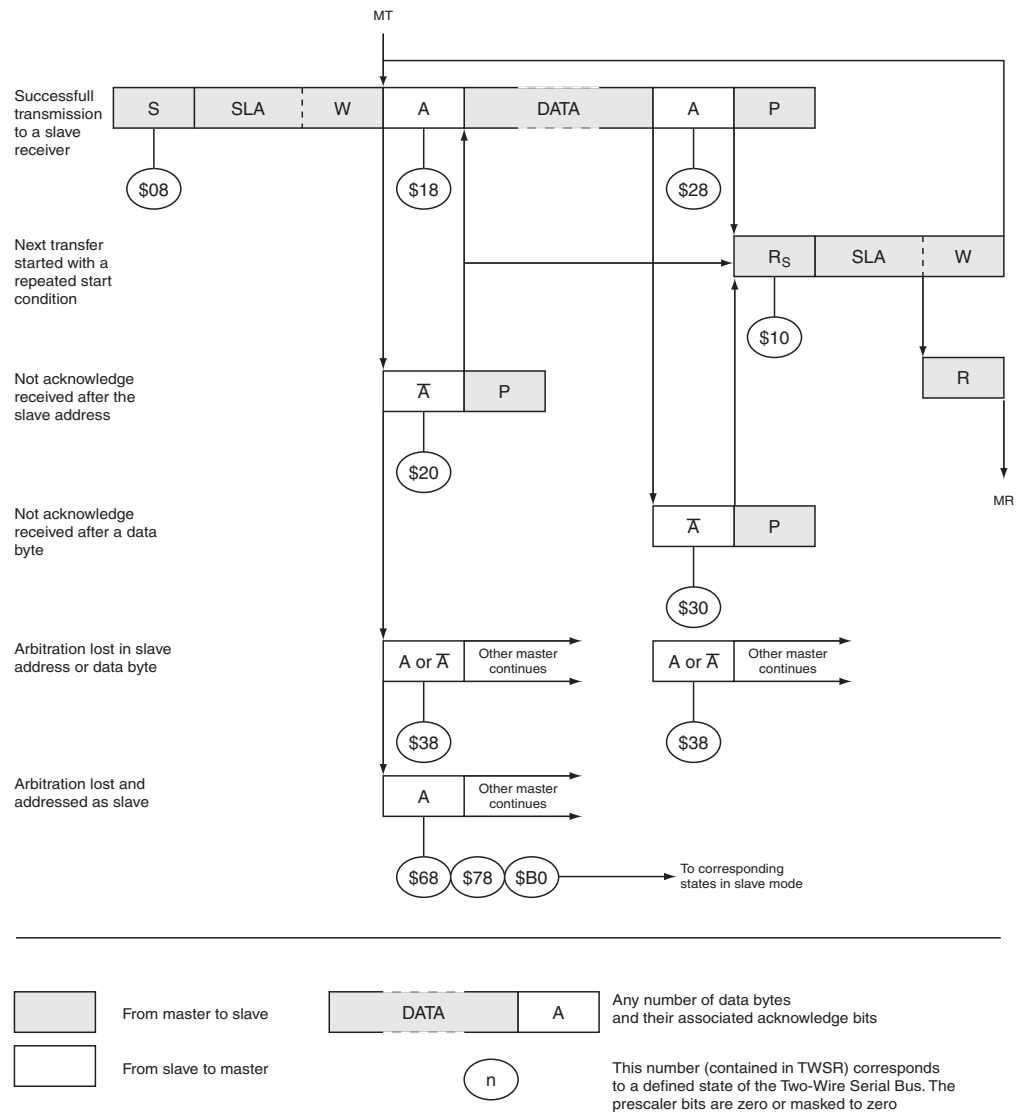 MT
Successfull
transmission
to a slave
receiver
S SLA W A DATA A P
$08 $18 $28
Next transfer
started with a
repeated start
condition
RS SLA W
$10
Not acknowledge
received after the
slave address
A̅ P
R
$20
MR
Not acknowledge
received after a data
byte
A̅ P
$30
Arbitration lost in slave
address or data byte
A or A̅ Other master
continues
A or A̅ Other master
continues
$38 $38
Arbitration lost and
addressed as slave
A Other master
continues
$68 $78 $B0
To corresponding
states in slave mode
From master to slave
DATA A
Any number of data bytes
and their associated acknowledge bits
From slave to master
n
This number (contained in TWSR) corresponds
to a defined state of the Two-Wire Serial Bus. The
prescaler bits are zero or masked to zero